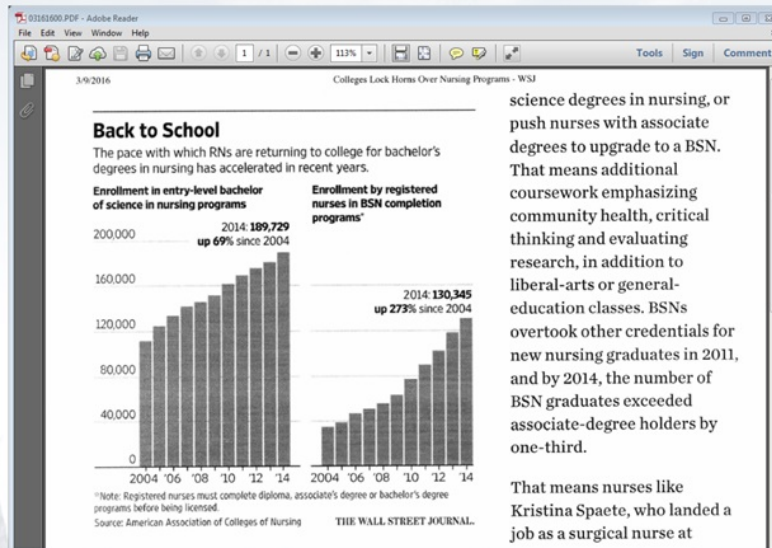 03161600.PDF - Adobe Reader
File Edit View Window Help
1 / 1 113% Tools Sign Comment
3/9/2016 Colleges Lock Horns Over Nursing Programs - WSJ
Back to School
The pace with which RNs are returning to college for bachelor's
degrees in nursing has accelerated in recent years.
Enrollment in entry-level bachelor
of science in nursing programs
2014: 189,729
up 69% since 2004
200,000
160,000
120,000
80,000
40,000
0
2004 '06 '08 '10 '12 '14
Enrollment by registered
nurses in BSN completion
programs*
2014: 130,345
up 273% since 2004
2004 '06 '08 '10 '12 '14
*Note: Registered nurses must complete diploma, associate's degree or bachelor's degree
programs before being licensed.
Source: American Association of Colleges of Nursing THE WALL STREET JOURNAL.
science degrees in nursing, or
push nurses with associate
degrees to upgrade to a BSN.
That means additional
coursework emphasizing
community health, critical
thinking and evaluating
research, in addition to
liberal-arts or general-
education classes. BSNs
overtook other credentials for
new nursing graduates in 2011,
and by 2014, the number of
BSN graduates exceeded
associate-degree holders by
one-third.
That means nurses like
Kristina Spaete, who landed a
job as a surgical nurse at